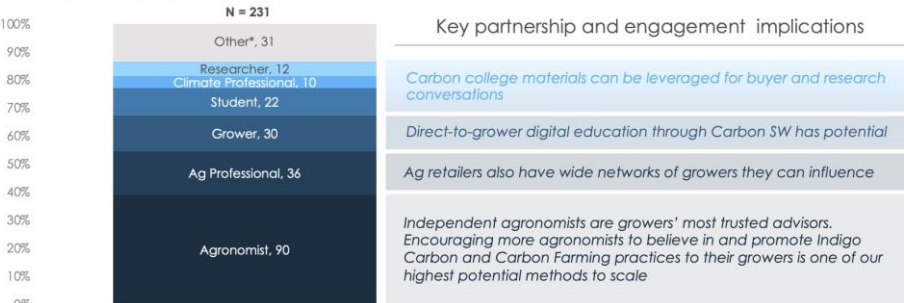 N = 231
Key partnership and engagement implications
100%
90%
80%
70%
60%
50%
40%
30%
20%
10%
0%
Other*, 31
Researcher, 12
Climate Professional, 10
Student, 22
Grower, 30
Ag Professional, 36
Agronomist, 90
Carbon college materials can be leveraged for buyer and research
conversations
Direct-to-grower digital education through Carbon SW has potential
Ag retailers also have wide networks of growers they can influence
Independent agronomists are growers' most trusted advisors.
Encouraging more agronomists to believe in and promote Indigo
Carbon and Carbon Farming practices to their growers is one of our
highest potential methods to scale